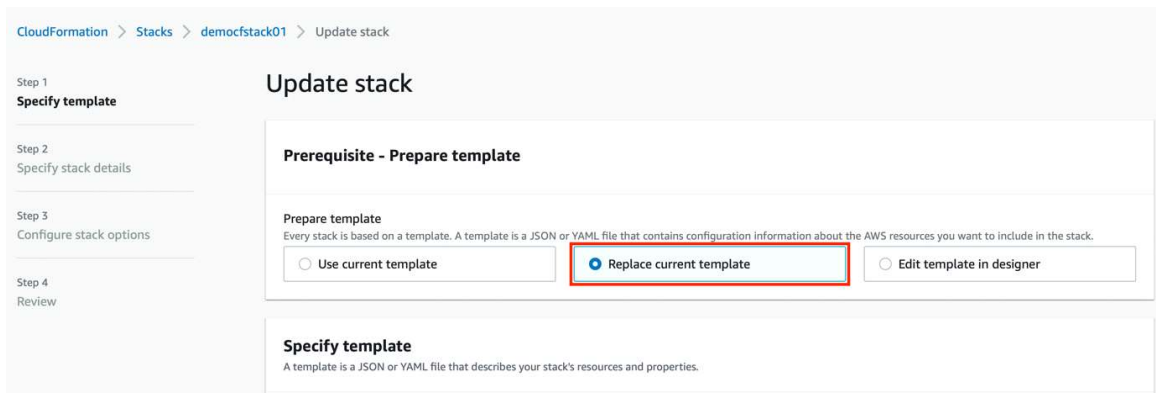 CloudFormation > Stacks > democfstack01 > Update stack
Step 1
Specify template
Step 2
Specify stack details
Step 3
Configure stack options
Step 4
Review
Update stack
Prerequisite - Prepare template
Prepare template
Every stack is based on a template. A template is a JSON or YAML file that contains configuration information about the AWS resources you want to include in the stack.
Use current template
Replace current template
Edit template in designer
Specify template
A template is a JSON or YAML file that describes your stack's resources and properties.